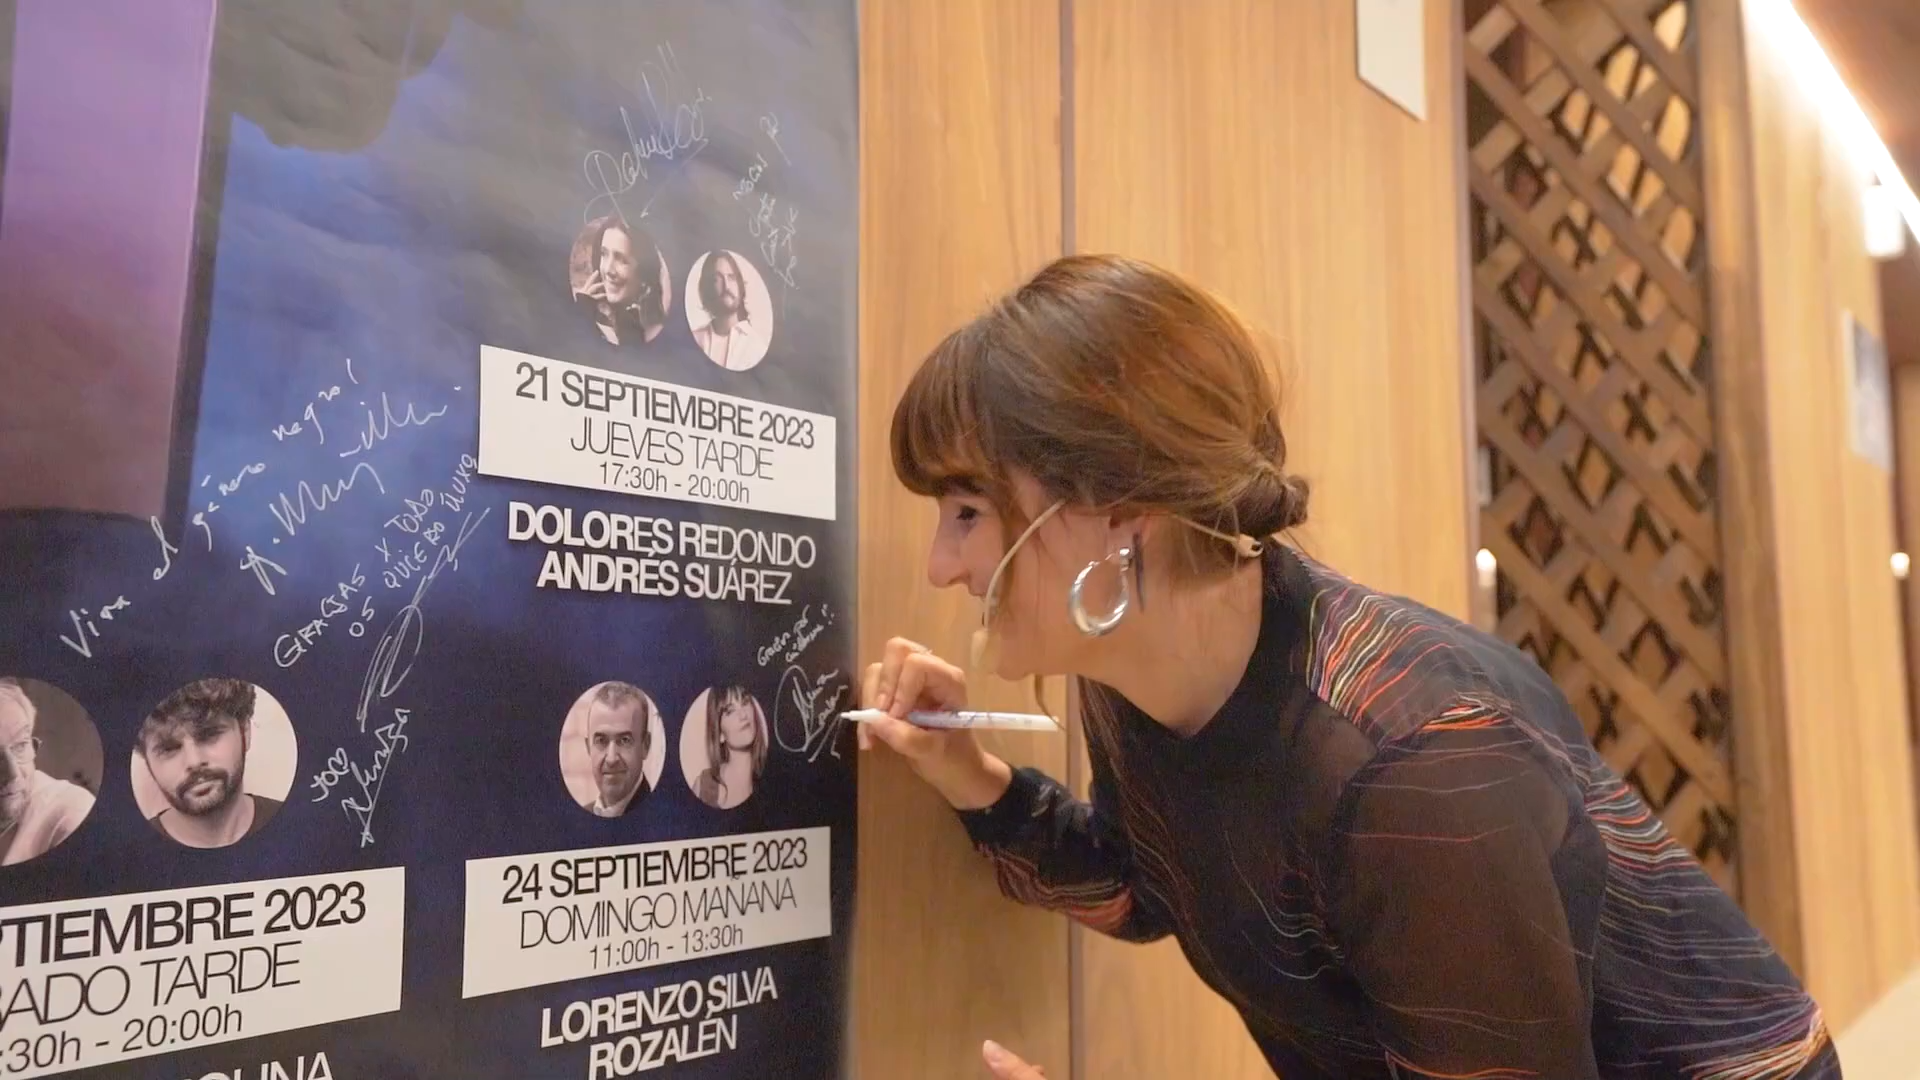 21 SEPTIEMBRE 2023
JUEVES TARDE
17:30h - 20:00h
DOLORES REDONDO
ANDRÉS SUÁREZ
Viva el género negro!
GRACIAS X TODO
OS QUIERO
TIEMBRE 2023
ADO TARDE
:30h - 20:00h
24 SEPTIEMBRE 2023
DOMINGO MAÑANA
11:00h - 13:30h
LORENZO SILVA
ROZALÉN